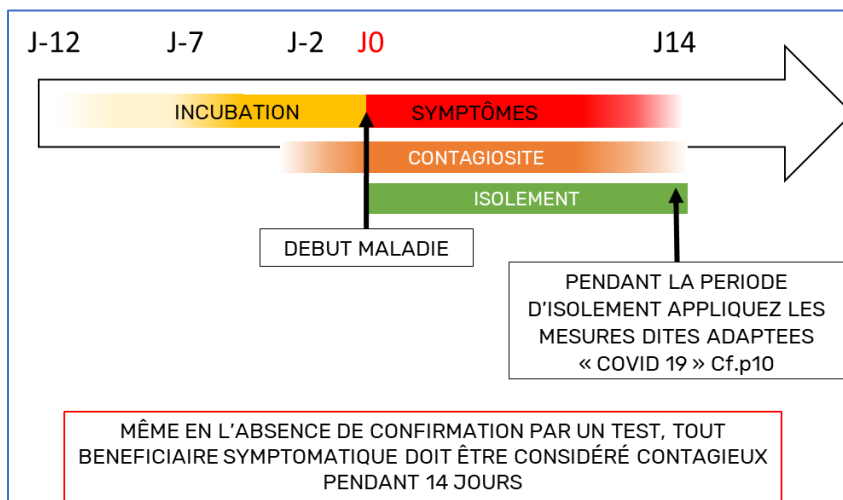 J-12 J-7 J-2 J0 J14
INCUBATION SYMPTÔMES
CONTAGIOSITE
ISOLEMENT
DEBUT MALADIE
PENDANT LA PERIODE
D'ISOLEMENT APPLIQUEZ LES
MESURES DITES ADAPTEES
« COVID 19 » Cf.p10
MÊME EN L'ABSENCE DE CONFIRMATION PAR UN TEST, TOUT
BENEFICIAIRE SYMPTOMATIQUE DOIT ÊTRE CONSIDÉRÉ CONTAGIEUX
PENDANT 14 JOURS